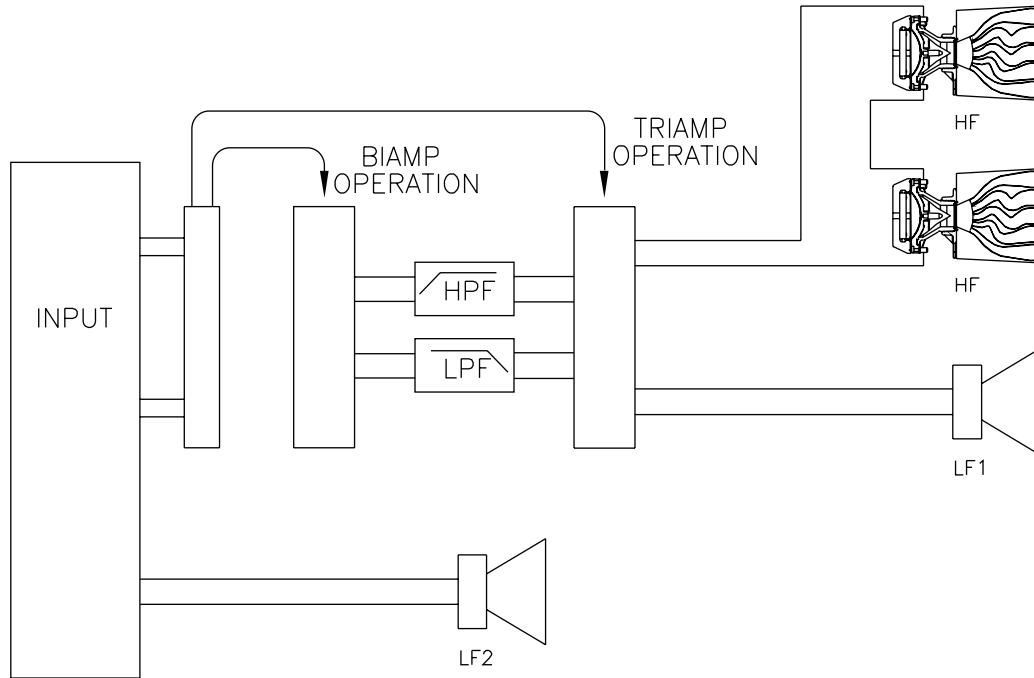 HF
TRIAMP
OPERATION
BIAMP
OPERATION
HF
HPF
INPUT
LPF
LF1
LF2